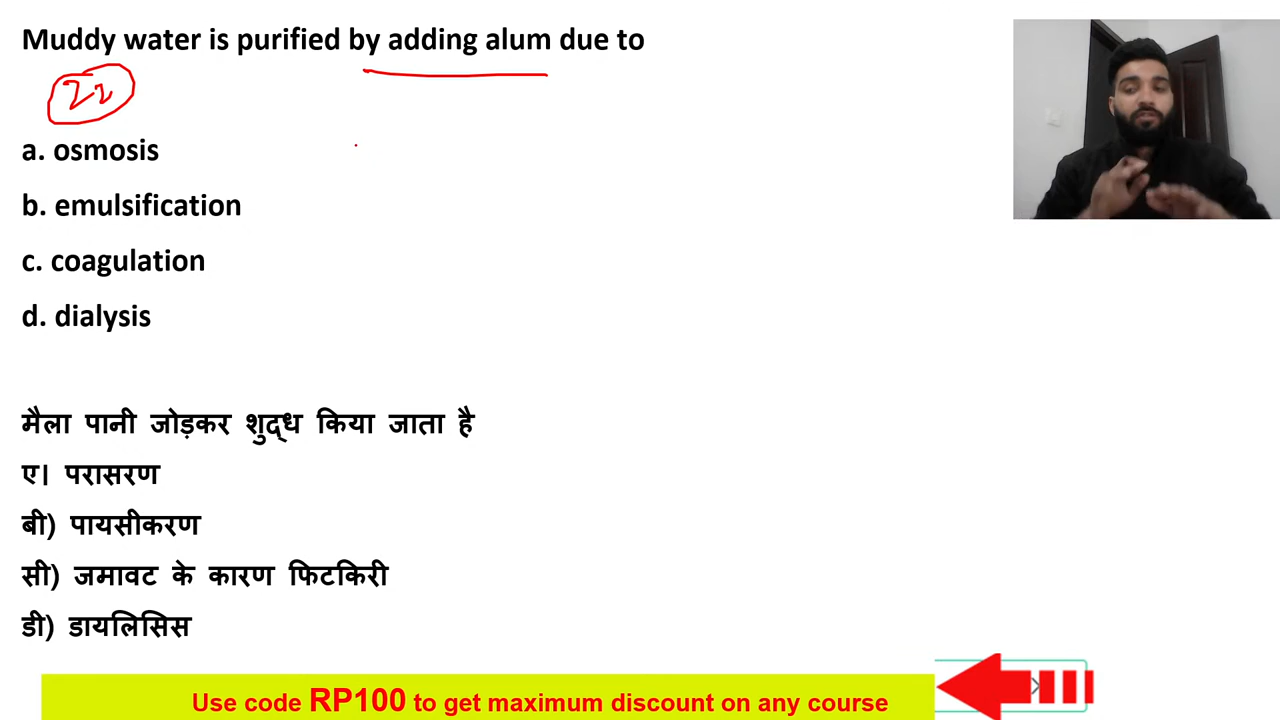 Muddy water is purified by adding alum due to
22
a. osmosis
b. emulsification
c. coagulation
d. dialysis
मैला पानी जोड़कर शुद्ध किया जाता है
ए। परासरण
बी) पायसीकरण
सी) जमावट के कारण फिटकिरी
डी) डायलिसिस
Use code RP100 to get maximum discount on any course